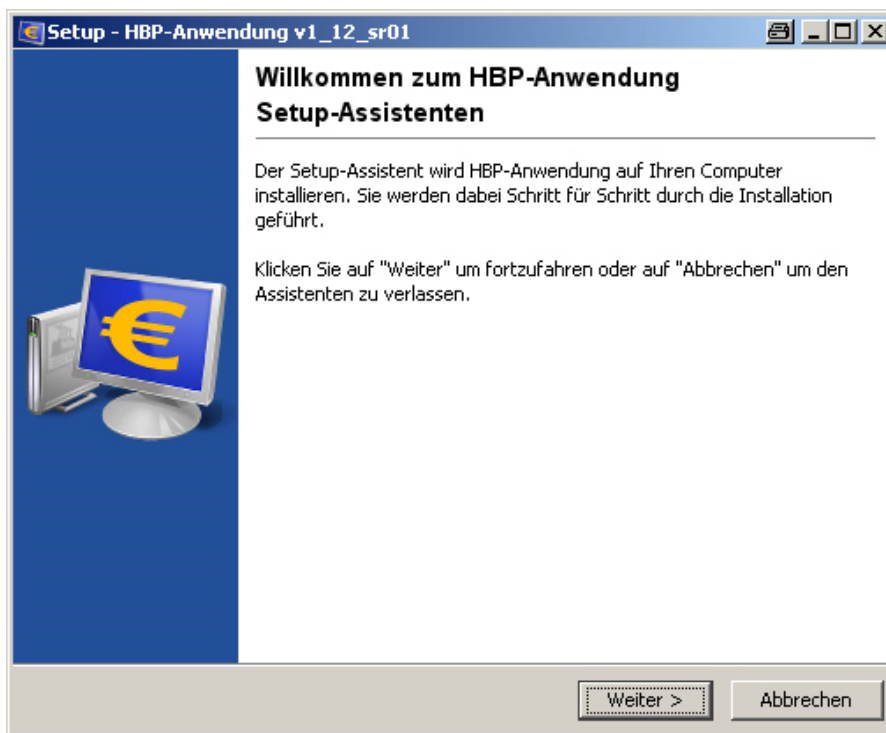 Setup - HBP-Anwendung v1_12_sr01
Willkommen zum HBP-Anwendung
Setup-Assistenten
Der Setup-Assistent wird HBP-Anwendung auf Ihren Computer
installieren. Sie werden dabei Schritt für Schritt durch die Installation
geführt.
Klicken Sie auf "Weiter" um fortzufahren oder auf "Abbrechen" um den
Assistenten zu verlassen.
€
Weiter >
Abbrechen